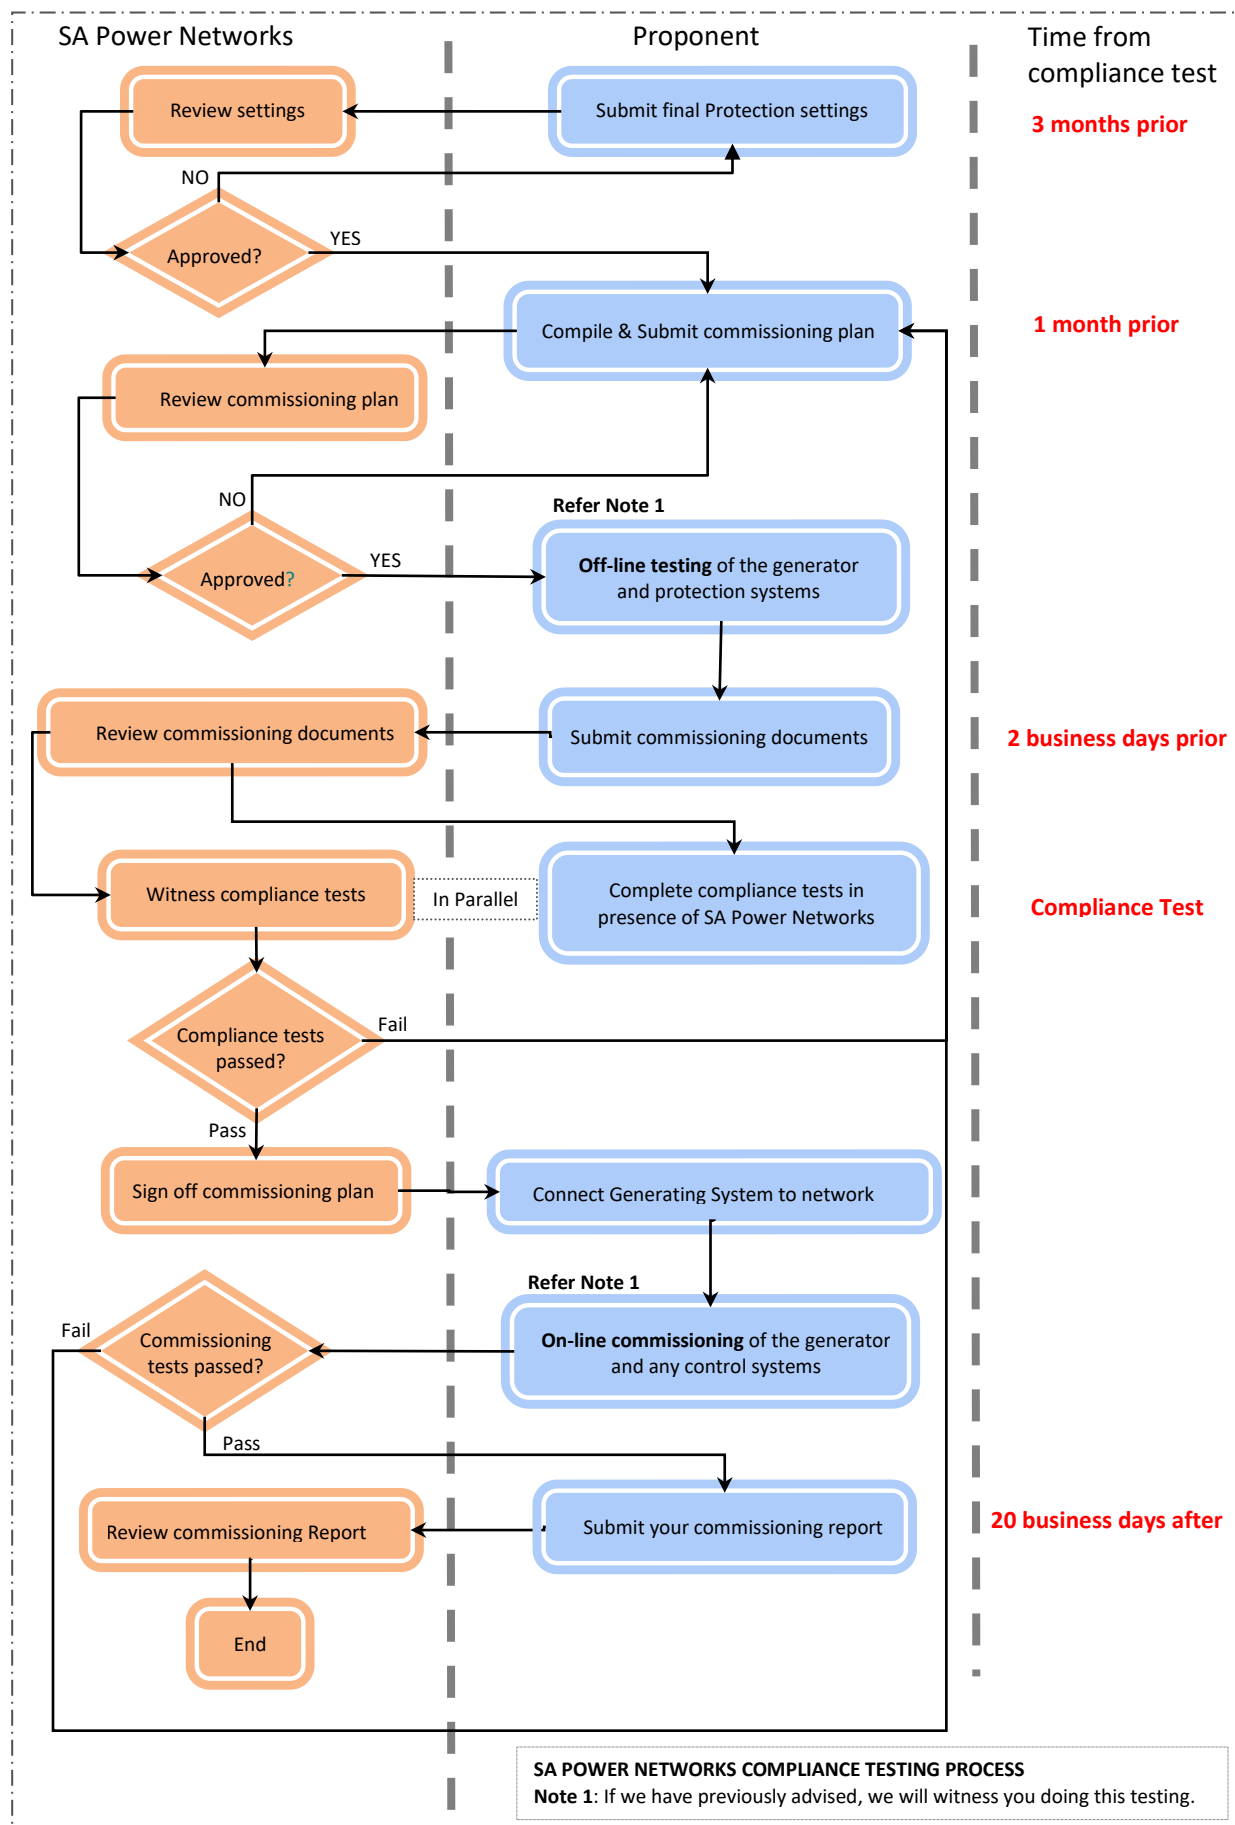 SA Power Networks
Proponent
Time from
compliance test
Review settings
Submit final Protection settings
3 months prior
NO
Approved?
YES
Compile & Submit commissioning plan
1 month prior
Review commissioning plan
NO
Refer Note 1
Approved?
YES
Off-line testing of the generator
and protection systems
Review commissioning documents
Submit commissioning documents
2 business days prior
Witness compliance tests
In Parallel
Complete compliance tests in
presence of SA Power Networks
Compliance Test
Compliance tests
passed?
Fail
Pass
Sign off commissioning plan
Connect Generating System to network
Refer Note 1
Fail
Commissioning
tests passed?
On-line commissioning of the generator
and any control systems
Pass
Review commissioning Report
Submit your commissioning report
20 business days after
End
SA POWER NETWORKS COMPLIANCE TESTING PROCESS
Note 1: If we have previously advised, we will witness you doing this testing.